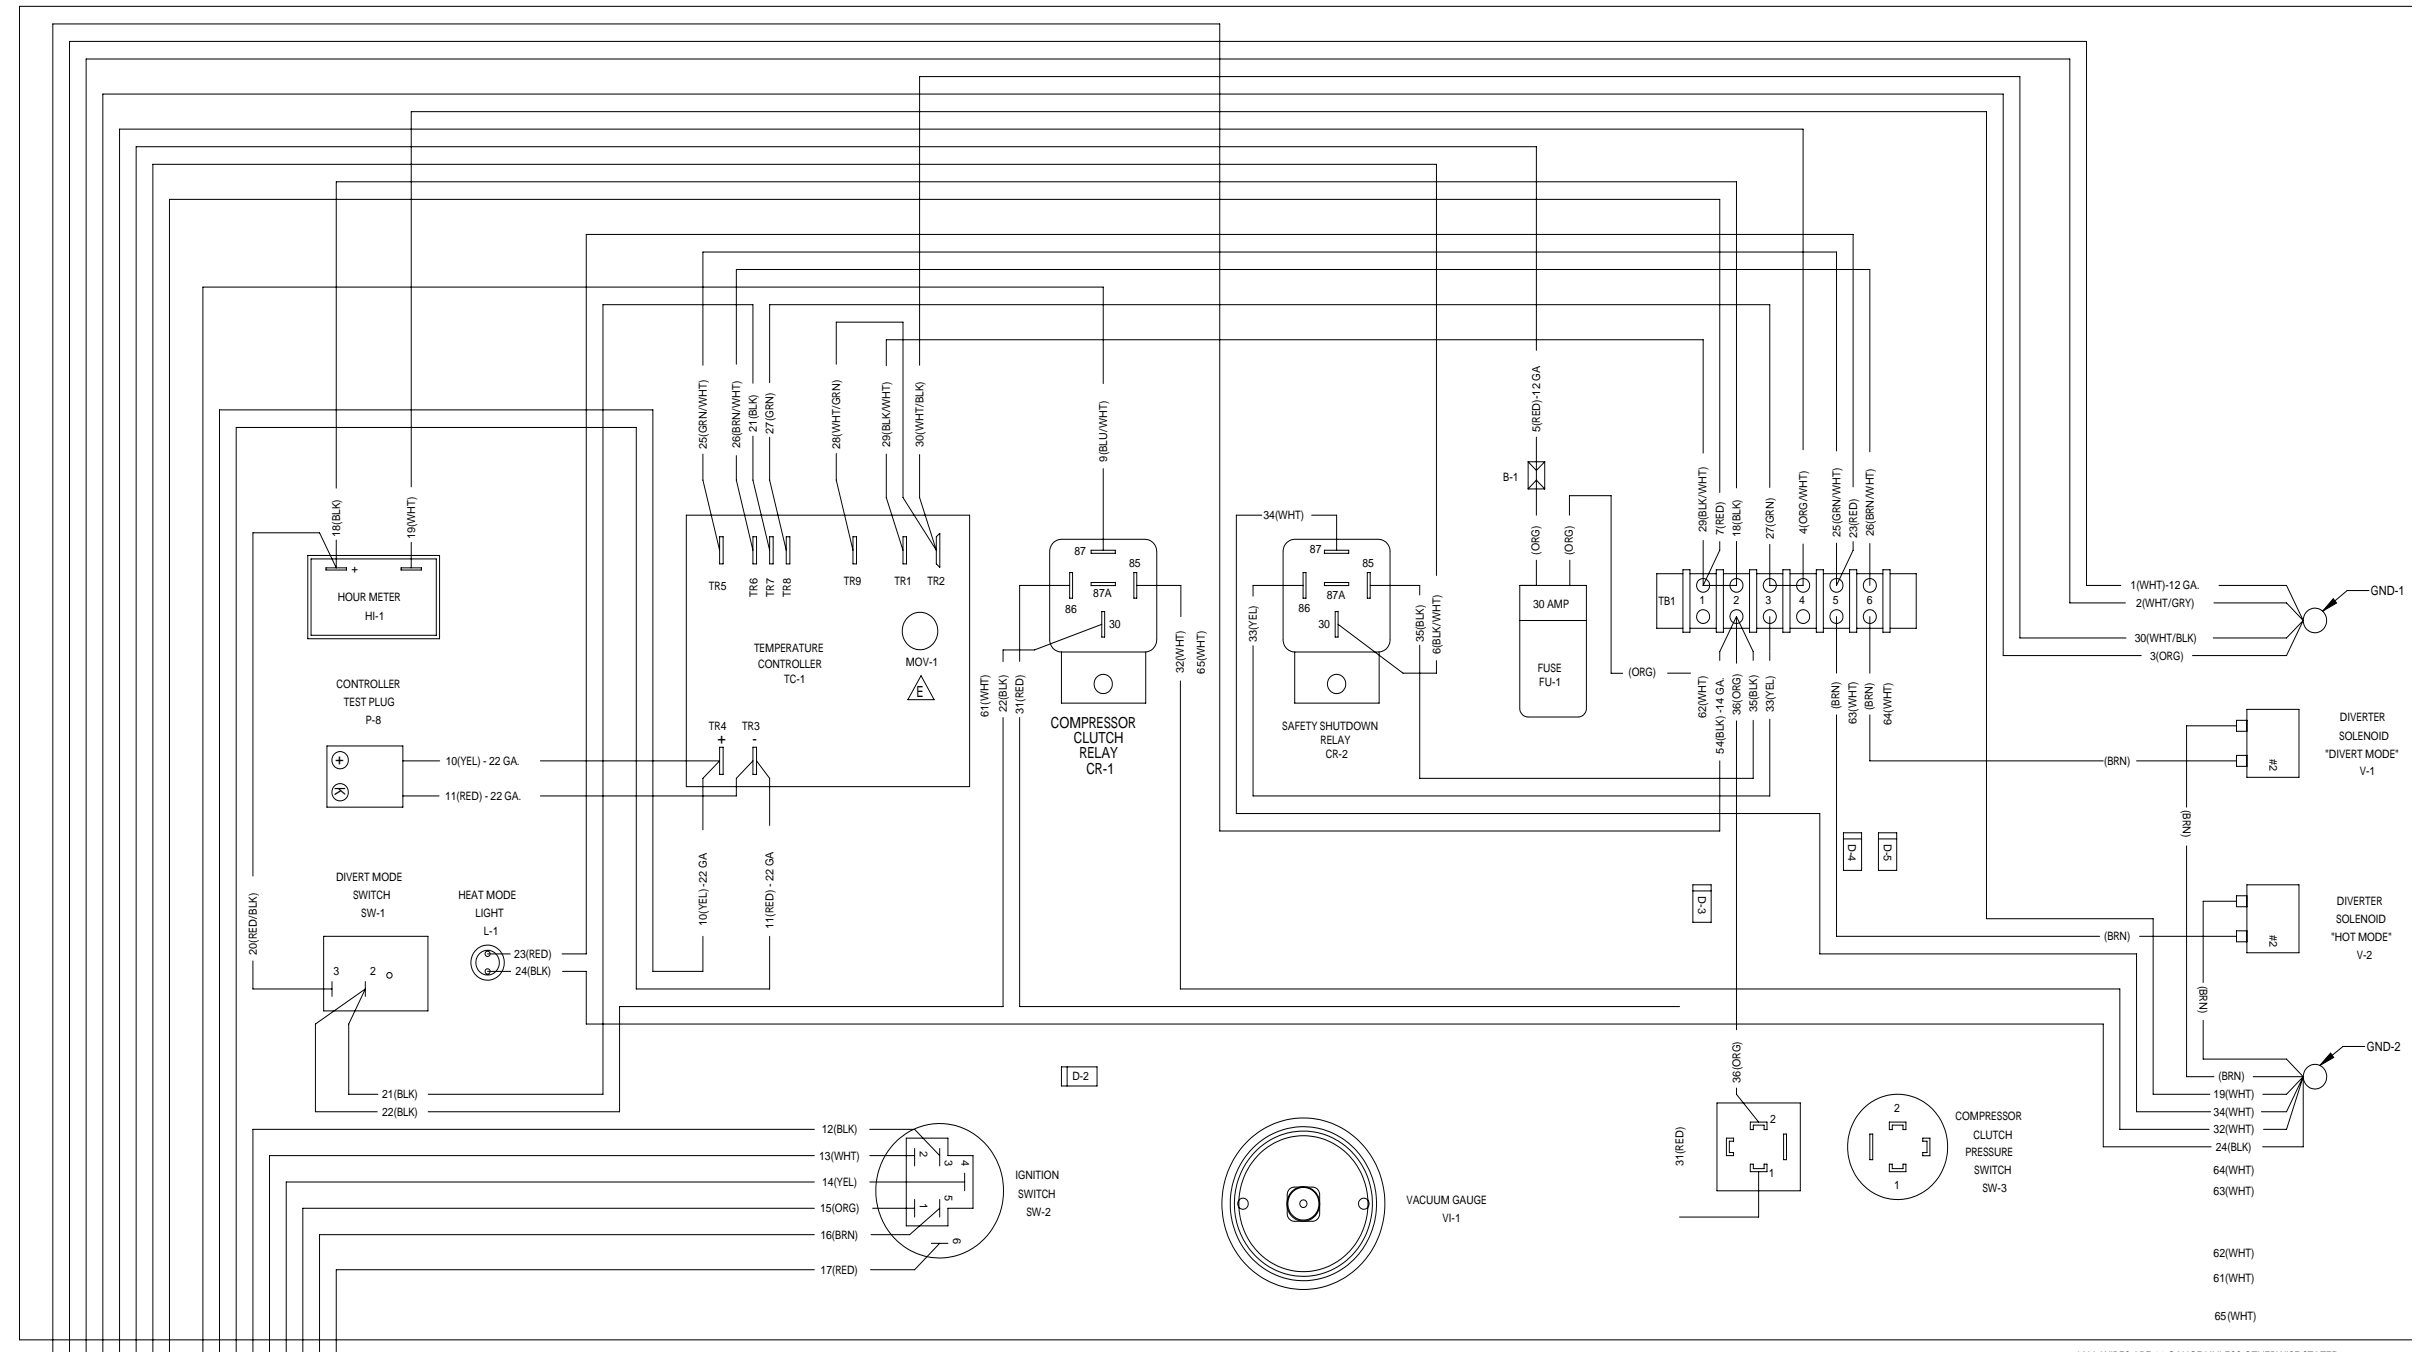 25(GRN/WHT)
26(BRN/WHT)
21(BLK)
27(GRN)
28(WHT/GRN)
29(BLK/WHT)
30(WHT/BLK)
9(BLU/WHT)
5(RED)-12 GA
B-1
(ORG)
(ORG)
18(BLK)
19(WHT)
+
HOUR METER
HI-1
TR5
TR6
TR7
TR8
TR9
TR1
TR2
MOV-1
E
TEMPERATURE
CONTROLLER
TC-1
TR4
+
TR3
-
CONTROLLER
TEST PLUG
P-8
+
K
10(YEL) - 22 GA.
11(RED) - 22 GA.
10(YEL) -22 GA
11(RED) - 22 GA
87
85
87A
86
30
COMPRESSOR
CLUTCH
RELAY
CR-1
61(WHT)
22(BLK)
31(RED)
32(WHT)
65(WHT)
34(WHT)
87
85
87A
86
30
33(YEL)
35(BLK)
6(BLK/WHT)
SAFETY SHUTDOWN
RELAY
CR-2
30 AMP
FUSE
FU-1
(ORG)
29(BLK/WHT)
7(RED)
18(BLK)
27(GRN)
4(ORG/WHT)
25(GRN/WHT)
23(RED)
26(BRN/WHT)
TB1
1
2
3
4
5
6
62(WHT)
54(BLK) -14 GA.
36(ORG)
35(BLK)
33(YEL)
(BRN)
63(WHT)
(BRN)
64(WHT)
1(WHT)-12 GA.
2(WHT/GRY)
30(WHT/BLK)
3(ORG)
GND-1
(BRN)
#2
DIVERTER
SOLENOID
"DIVERT MODE"
V-1
(BRN)
D-4
D-5
D-3
(BRN)
#2
DIVERTER
SOLENOID
"HOT MODE"
V-2
(BRN)
DIVERT MODE
SWITCH
SW-1
3
2
20(RED/BLK)
HEAT MODE
LIGHT
L-1
23(RED)
24(BLK)
21(BLK)
22(BLK)
D-2
12(BLK)
13(WHT)
14(YEL)
15(ORG)
16(BRN)
17(RED)
2
3
4
1
5
6
IGNITION
SWITCH
SW-2
VACUUM GAUGE
VI-1
31(RED)
36(ORG)
2
1
2
1
COMPRESSOR
CLUTCH
PRESSURE
SWITCH
SW-3
GND-2
(BRN)
19(WHT)
34(WHT)
32(WHT)
24(BLK)
64(WHT)
63(WHT)
62(WHT)
61(WHT)
65(WHT)